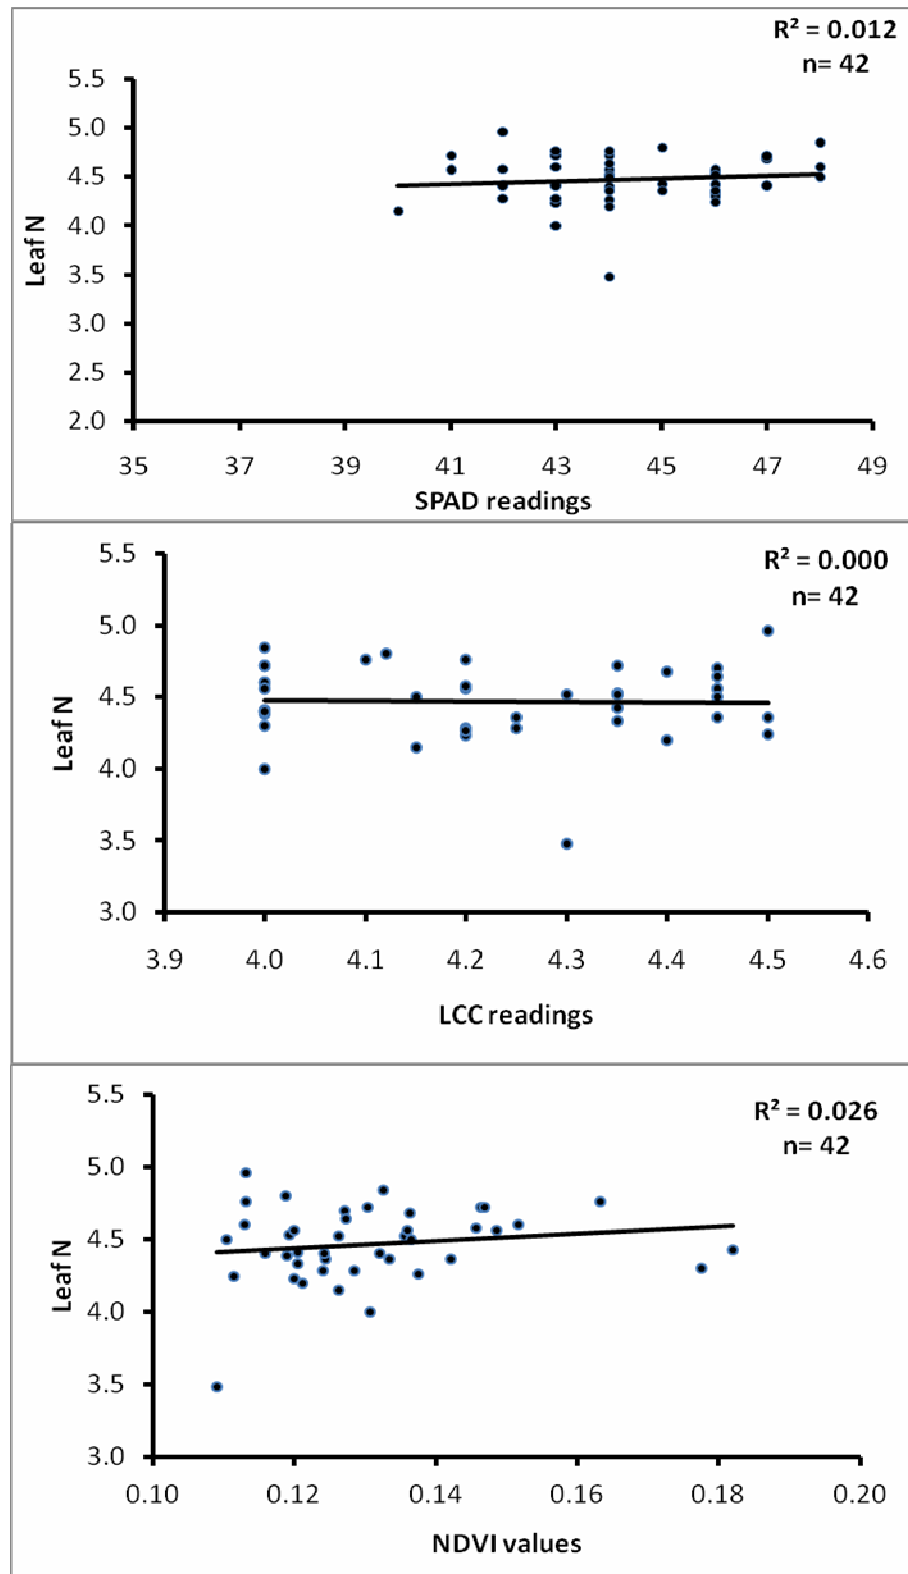 R² = 0.012
n= 42
5.5
5.0
4.5
4.0
3.5
3.0
2.5
2.0
Leaf N
35 37 39 41 43 45 47 49
SPAD readings
R² = 0.000
n= 42
5.5
5.0
4.5
4.0
3.5
3.0
Leaf N
3.9 4.0 4.1 4.2 4.3 4.4 4.5 4.6
LCC readings
R² = 0.026
n= 42
5.5
5.0
4.5
4.0
3.5
3.0
Leaf N
0.10 0.12 0.14 0.16 0.18 0.20
NDVI values